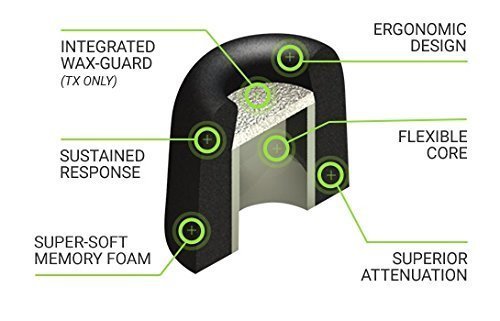 INTEGRATED
WAX-GUARD
(TX ONLY)
SUSTAINED
RESPONSE
SUPER-SOFT
MEMORY FOAM
ERGONOMIC
DESIGN
FLEXIBLE
CORE
SUPERIOR
ATTENUATION